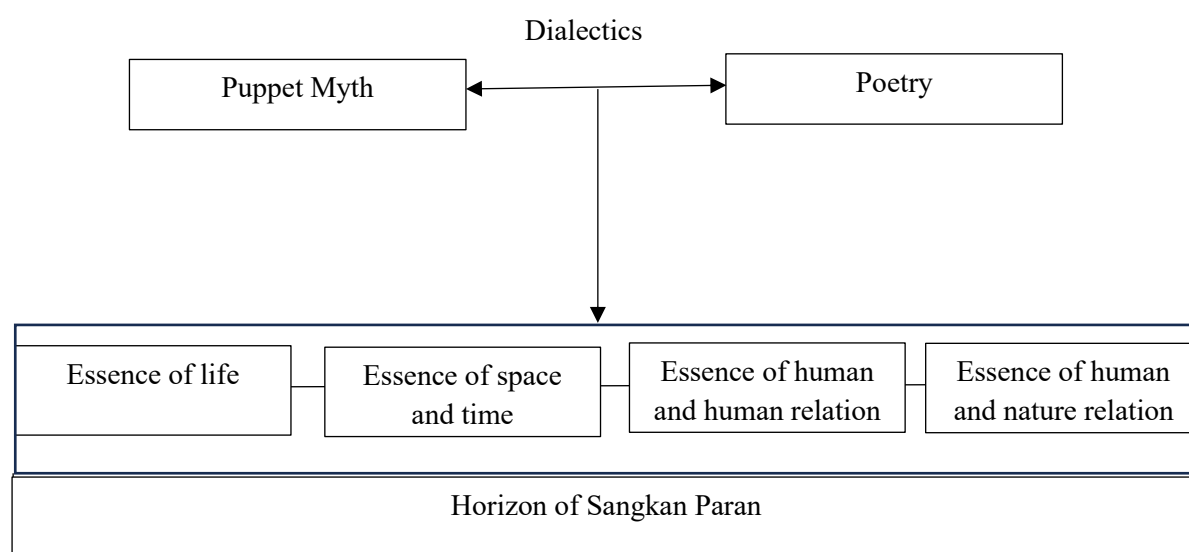 Dialectics
Puppet Myth
Poetry
Essence of life
Essence of space
and time
Essence of human
and human relation
Essence of human
and nature relation
Horizon of Sangkan Paran